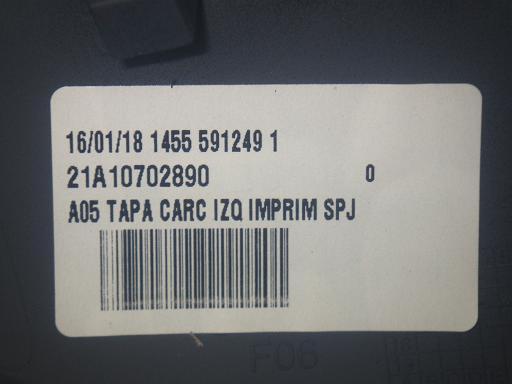 16/01/18 1455 591249 1
21A10702890 0
A05 TAPA CARC IZQ IMPRIM SPJ
F06